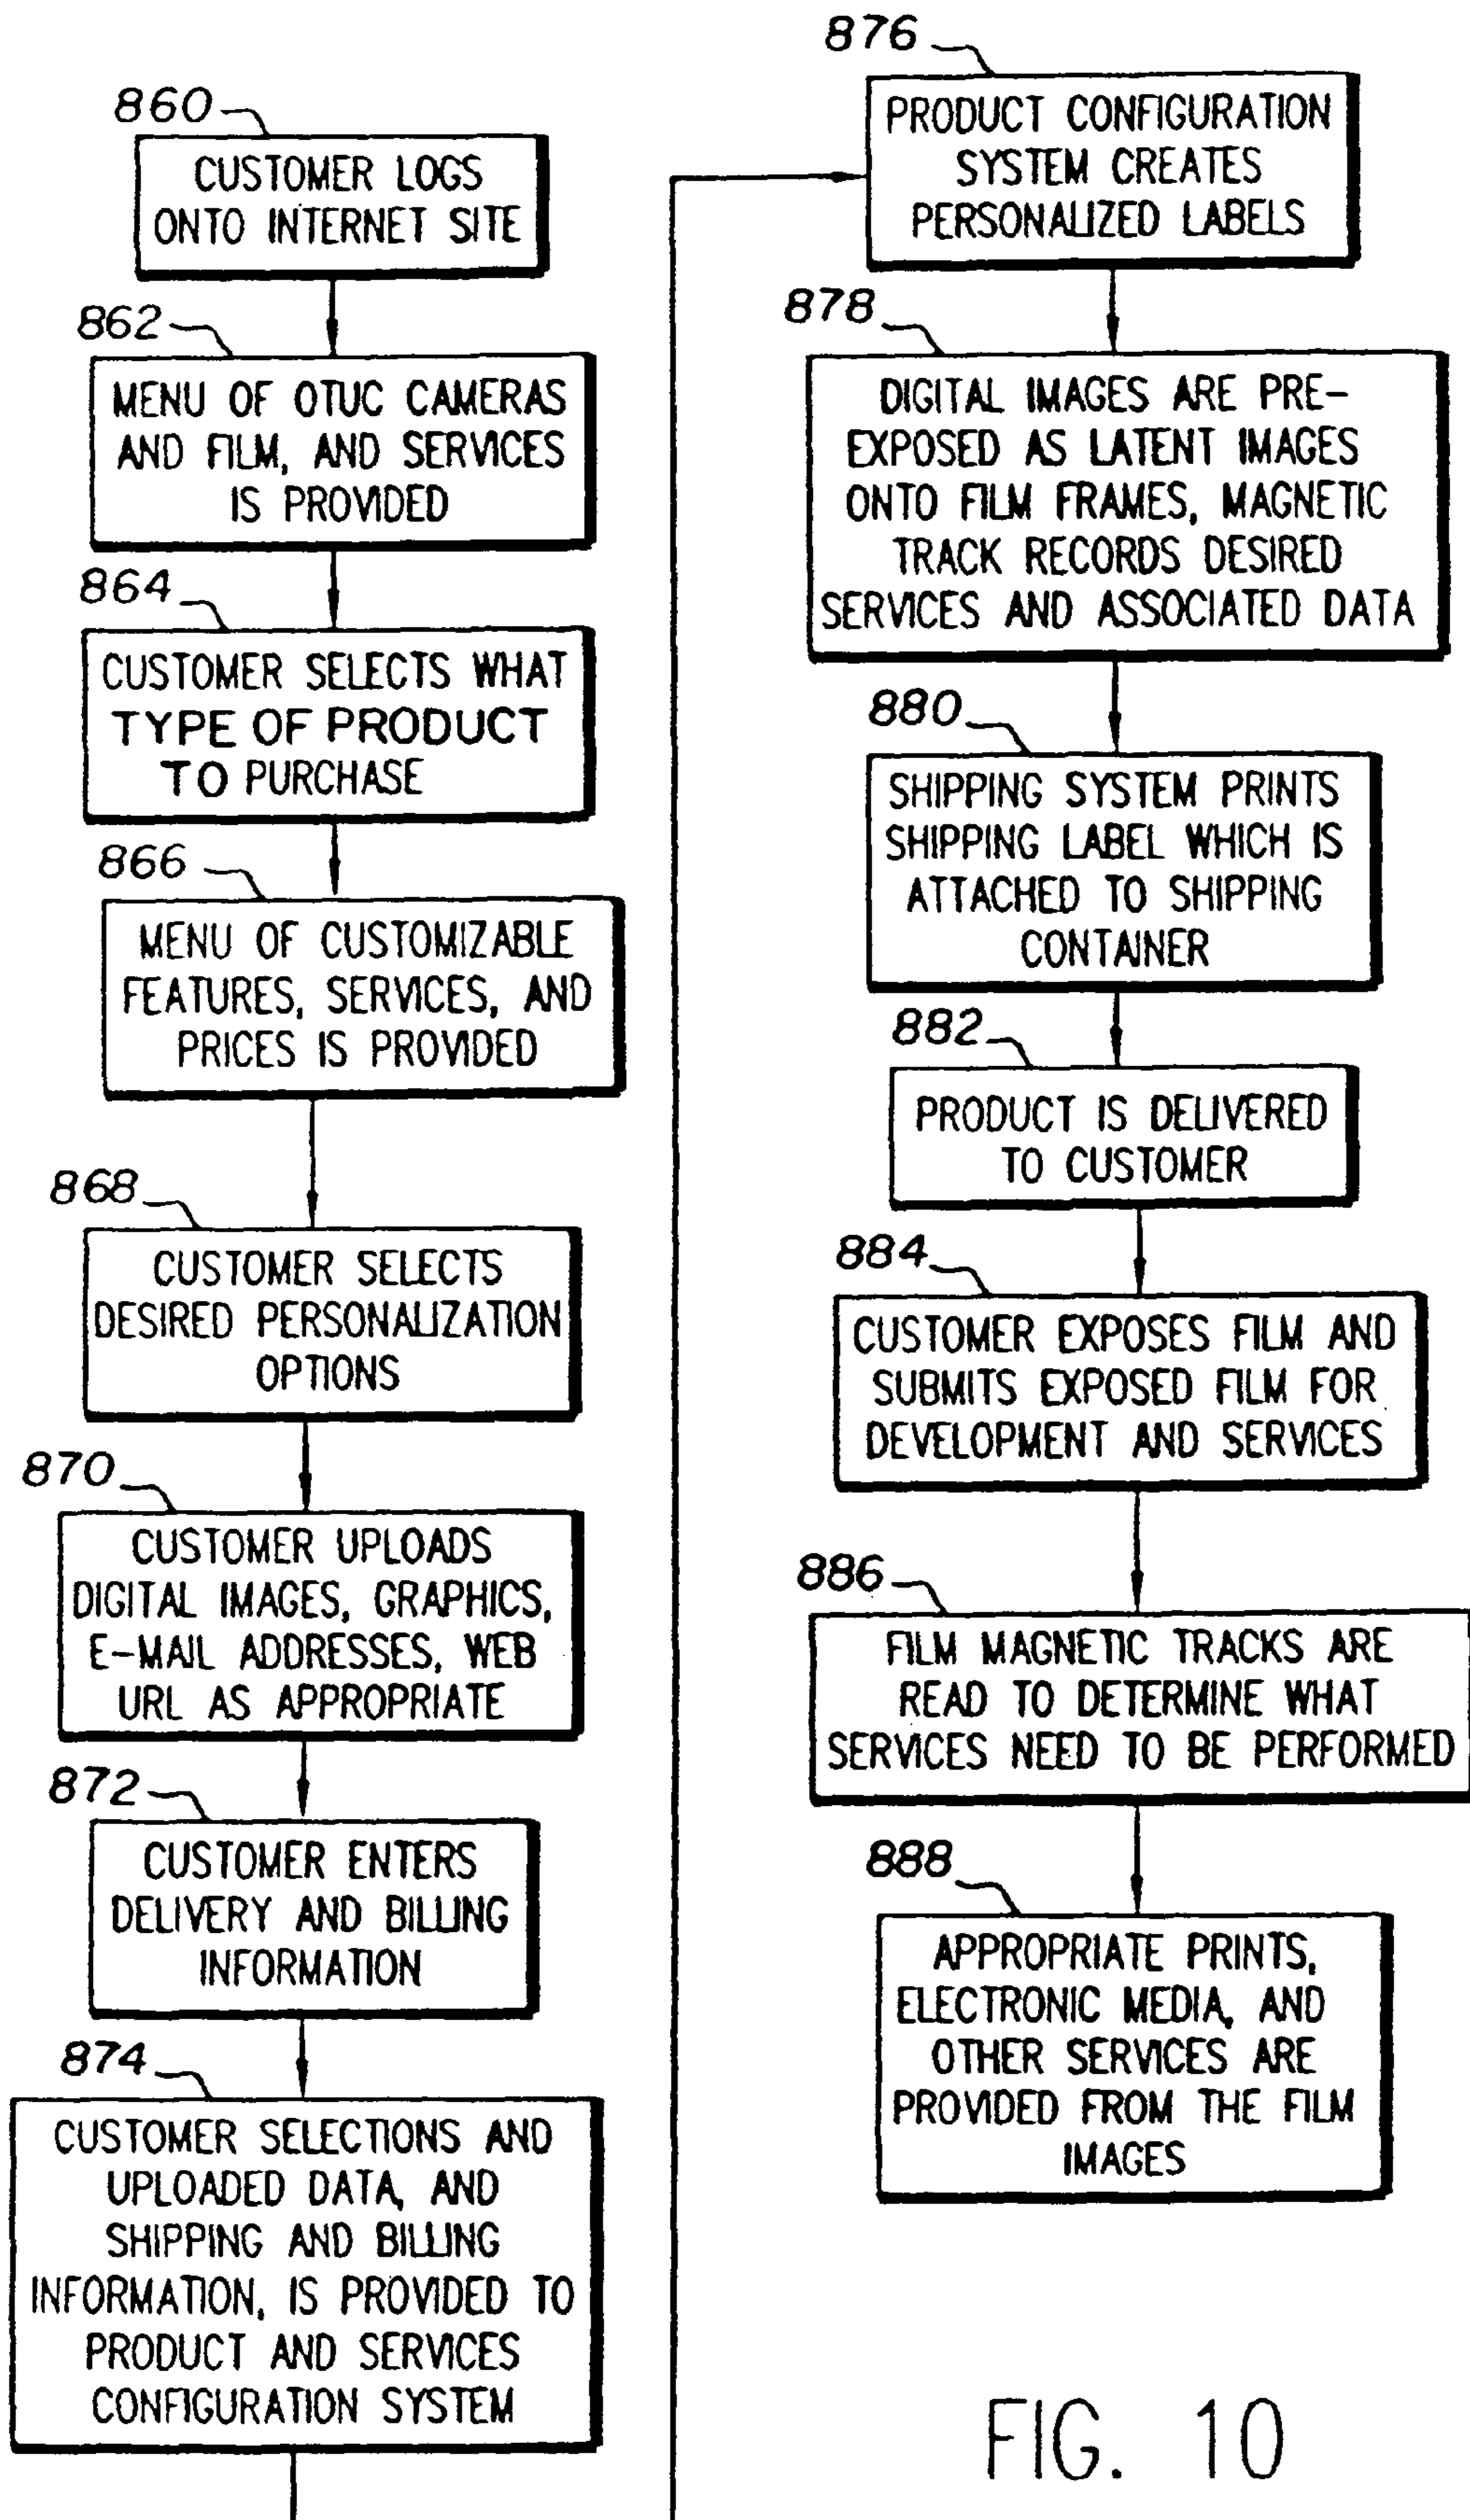 860
CUSTOMER LOGS
ONTO INTERNET SITE
862
MENU OF OTUC CAMERAS
AND FILM, AND SERVICES
IS PROVIDED
864
CUSTOMER SELECTS WHAT
TYPE OF PRODUCT
TO PURCHASE
866
MENU OF CUSTOMIZABLE
FEATURES, SERVICES, AND
PRICES IS PROVIDED
868
CUSTOMER SELECTS
DESIRED PERSONALIZATION
OPTIONS
870
CUSTOMER UPLOADS
DIGITAL IMAGES, GRAPHICS,
E-MAIL ADDRESSES, WEB
URL AS APPROPRIATE
872
CUSTOMER ENTERS
DELIVERY AND BILLING
INFORMATION
874
CUSTOMER SELECTIONS AND
UPLOADED DATA, AND
SHIPPING AND BILLING
INFORMATION, IS PROVIDED TO
PRODUCT AND SERVICES
CONFIGURATION SYSTEM
876
PRODUCT CONFIGURATION
SYSTEM CREATES
PERSONALIZED LABELS
878
DIGITAL IMAGES ARE PRE-
EXPOSED AS LATENT IMAGES
ONTO FILM FRAMES, MAGNETIC
TRACK RECORDS DESIRED
SERVICES AND ASSOCIATED DATA
880
SHIPPING SYSTEM PRINTS
SHIPPING LABEL WHICH IS
ATTACHED TO SHIPPING
CONTAINER
882
PRODUCT IS DELIVERED
TO CUSTOMER
884
CUSTOMER EXPOSES FILM AND
SUBMITS EXPOSED FILM FOR
DEVELOPMENT AND SERVICES
886
FILM MAGNETIC TRACKS ARE
READ TO DETERMINE WHAT
SERVICES NEED TO BE PERFORMED
888
APPROPRIATE PRINTS,
ELECTRONIC MEDIA, AND
OTHER SERVICES ARE
PROVIDED FROM THE FILM
IMAGES
FIG. 10